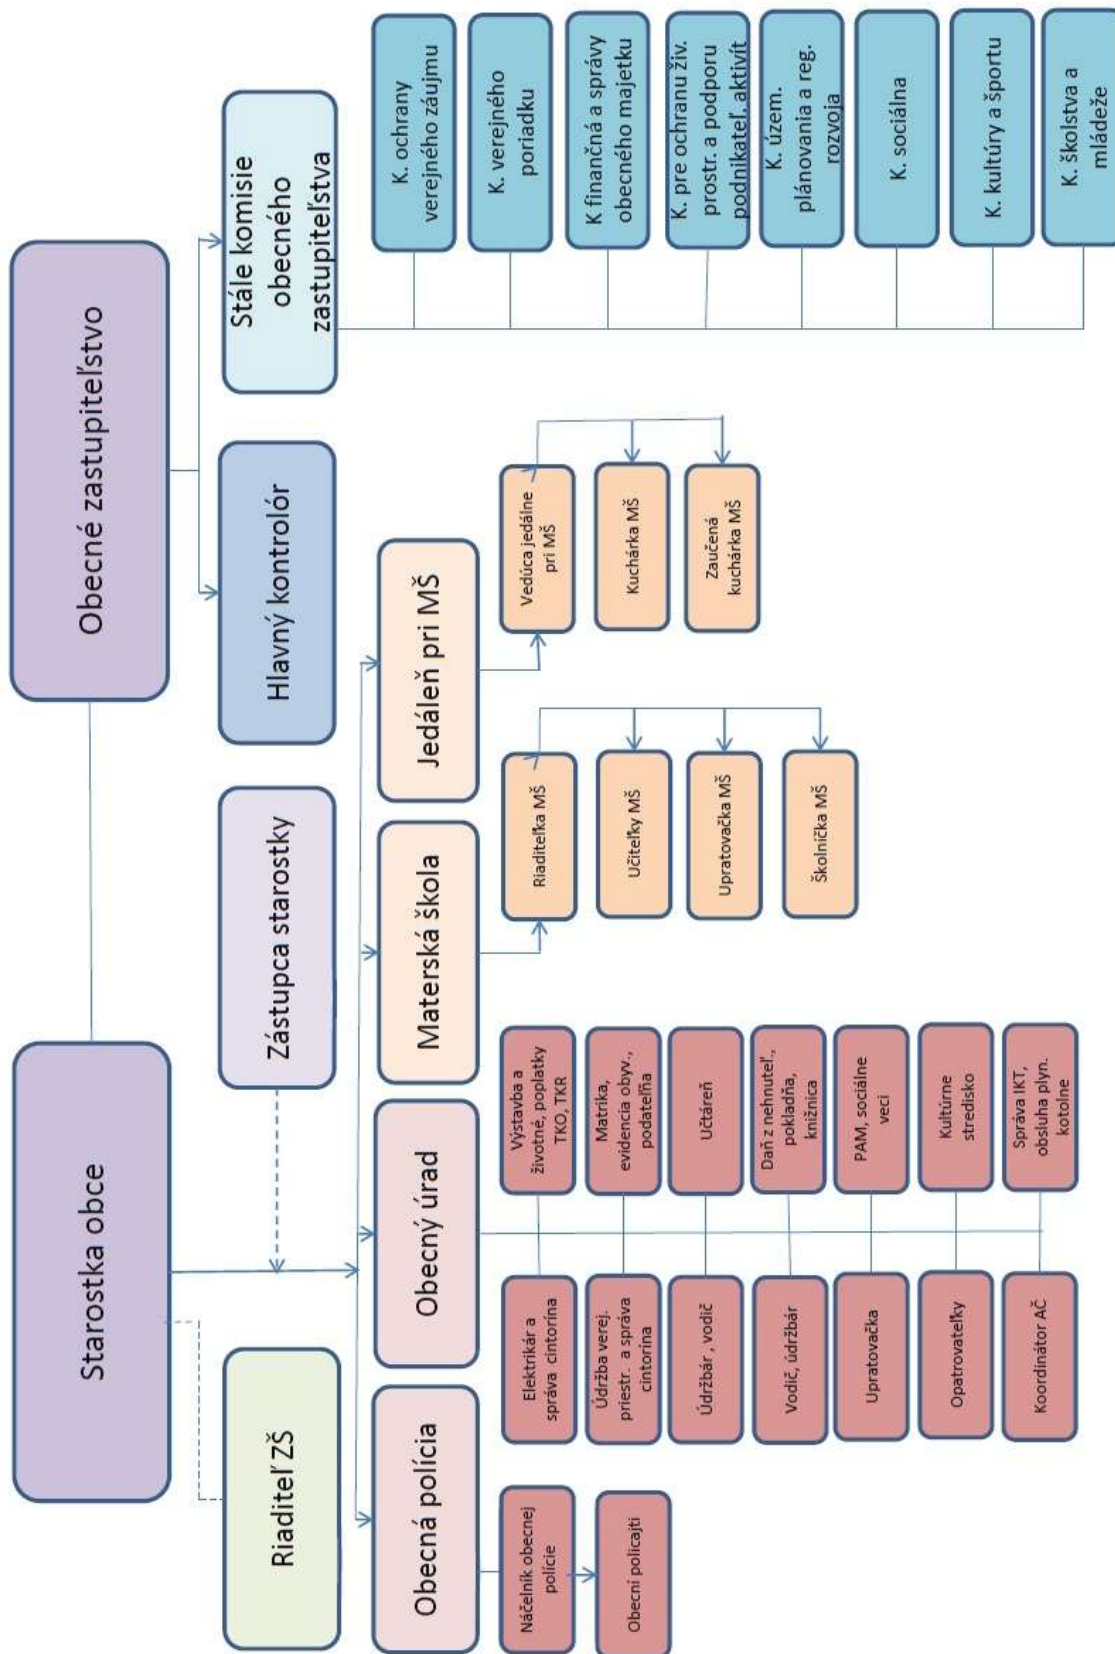 Starostka obce
Obecné zastupiteľstvo
Riaditeľ ZŠ
Zástupca starostky
Hlavný kontrolór
Stále komisie
obecného
zastupiteľstva
Obecná polícia
Obecný úrad
Materská škola
Jedáleň pri MŠ
Náčelník obecnej
polície
Obecní policajti
Elektrikár a
správa cintorína
Údržba verej.
priestr. a správa
cintorína
Údržbár , vodič
Vodič, údržbár
Upratovačka
Opatrovateľky
Koordinátor AČ
Výstavba a
životné, poplatky
TKO, TKR
Matrika,
evidencia obyv.,
podateľňa
Učtáreň
Daň z nehnuteľ.,
pokladňa,
knižnica
PAM, sociálne
veci
Kultúrne
stredisko
Správa IKT,
obsluha plyn.
kotolne
Riaditeľka MŠ
Učiteľky MŠ
Upratovačka MŠ
Školníčka MŠ
Vedúca jedálne
pri MŠ
Kuchárka MŠ
Zaučená
kuchárka MŠ
K. ochrany
verejného záujmu
K. verejného
poriadku
K finančná a správy
obecného majetku
K. pre ochranu živ.
prostr. a podporu
podnikateľ. aktivít
K. územ.
plánovania a reg.
rozvoja
K. sociálna
K. kultúry a športu
K. školstva a
mládeže